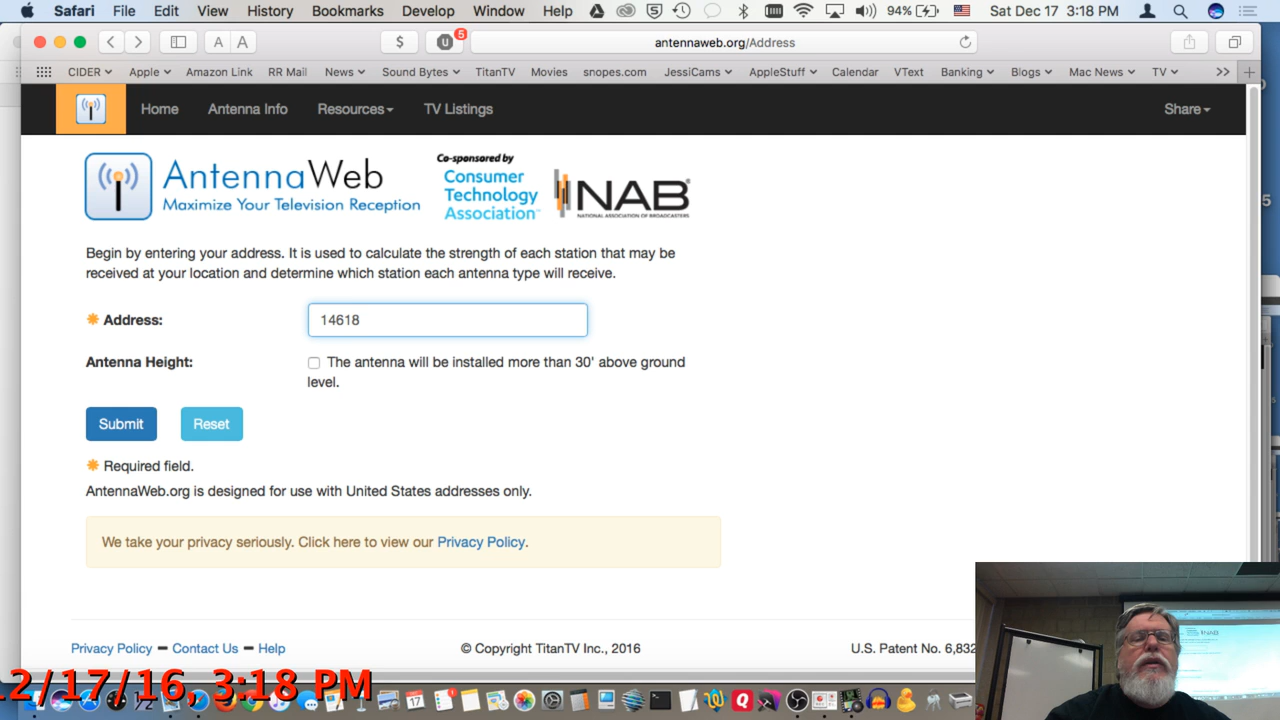 Safari File Edit View History Bookmarks Develop Window Help 94% Sat Dec 17 3:18 PM
A A $ 5 antennaweb.org/Address
CIDER Apple Amazon Link RR Mail News Sound Bytes TitanTV Movies snopes.com JessiCams AppleStuff Calendar VText Banking Blogs Mac News TV >> +
Home Antenna Info Resources TV Listings Share
AntennaWeb
Maximize Your Television Reception
Co-sponsored by
Consumer
Technology
Association
NAB
NATIONAL ASSOCIATION OF BROADCASTERS
Begin by entering your address. It is used to calculate the strength of each station that may be
received at your location and determine which station each antenna type will receive.
Address: 14618
Antenna Height: The antenna will be installed more than 30' above ground
level.
Submit Reset
Required field.
AntennaWeb.org is designed for use with United States addresses only.
We take your privacy seriously. Click here to view our Privacy Policy.
Privacy Policy Contact Us Help © Copyright TitanTV Inc., 2016 U.S. Patent No. 6,832
12/17/16, 3:18 PM